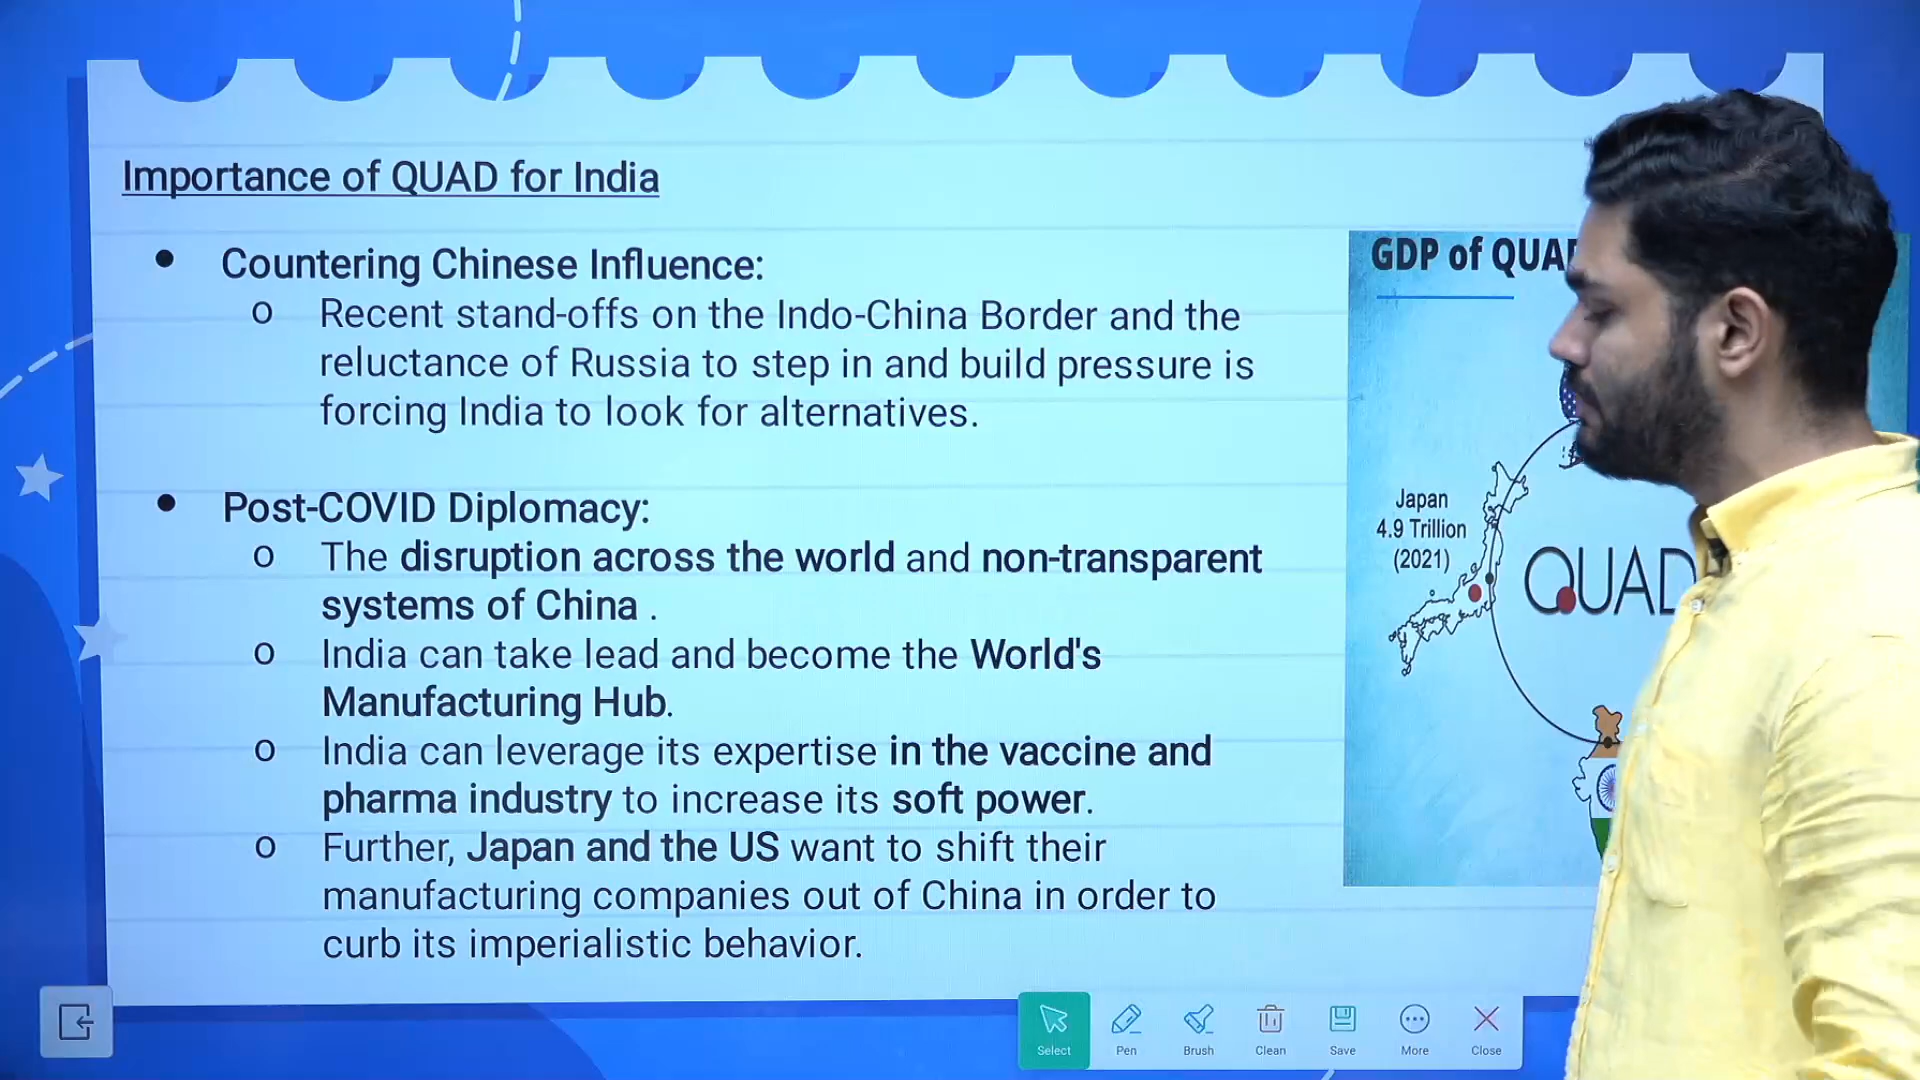 Importance of QUAD for India
• Countering Chinese Influence:
o Recent stand-offs on the Indo-China Border and the
reluctance of Russia to step in and build pressure is
forcing India to look for alternatives.
• Post-COVID Diplomacy:
o The disruption across the world and non-transparent
systems of China .
o India can take lead and become the World's
Manufacturing Hub.
o India can leverage its expertise in the vaccine and
pharma industry to increase its soft power.
o Further, Japan and the US want to shift their
manufacturing companies out of China in order to
curb its imperialistic behavior.
GDP of QUAD
Japan
4.9 Trillion
(2021)
QUAD
Select Pen Brush Clean Save More Close